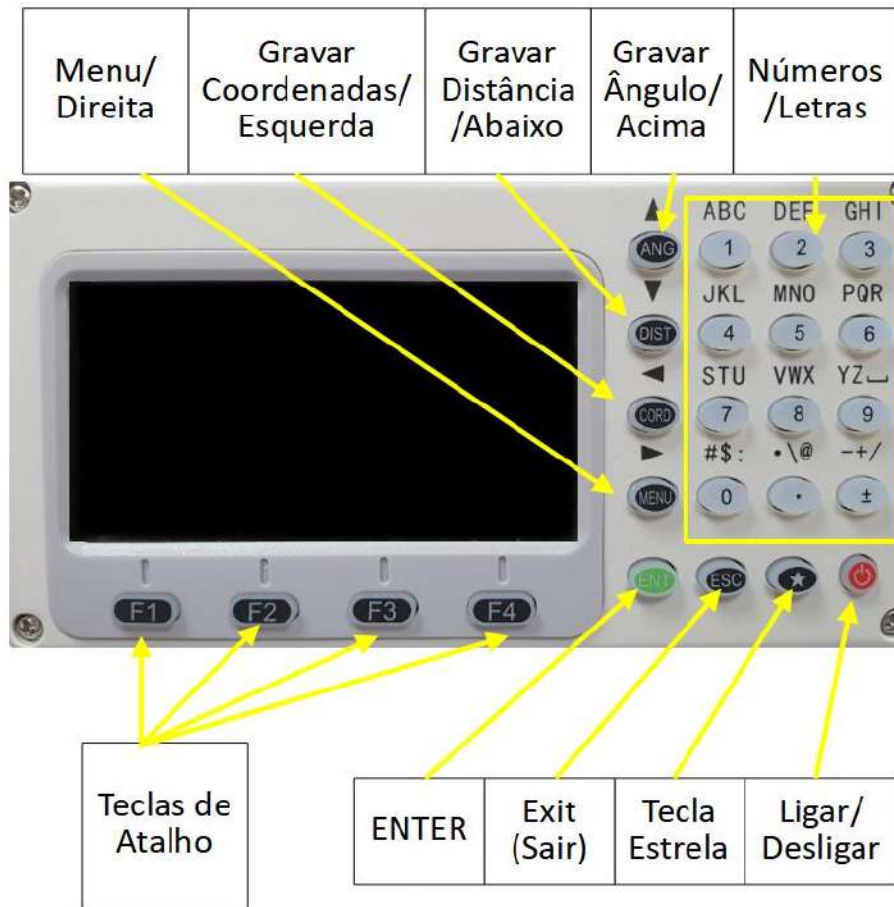 Menu/
Direita
Gravar
Coordenadas/
Esquerda
Gravar
Distância
/Abaixo
Gravar
Ângulo/
Acima
Números
/Letras
▲ ABC DEF GHI
ANG 1 2 3
▼ JKL MNO PQR
DIST 4 5 6
◄ STU VWX YZ⌴
CORD 7 8 9
► #$: •\@ -+/
MENU 0 • ±
ENT ESC ★
F1 F2 F3 F4
Teclas de
Atalho
ENTER
Exit
(Sair)
Tecla
Estrela
Ligar/
Desligar